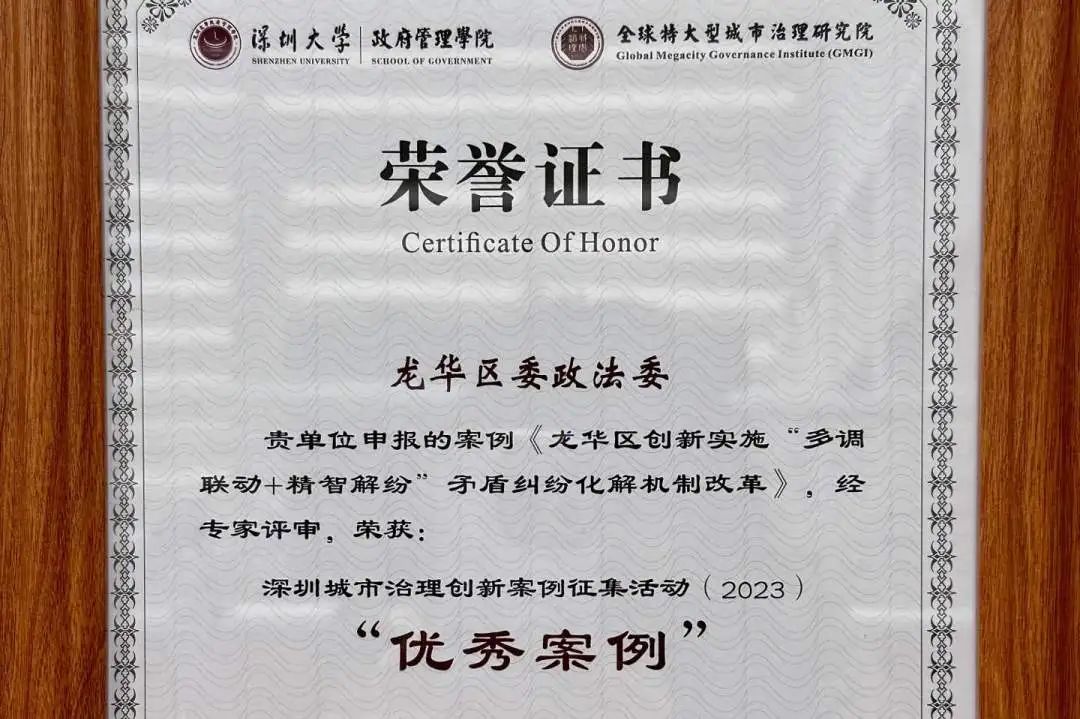 深圳大学 政府管理學院 全球特大型城市治理研究院
SHENZHEN UNIVERSITY SCHOOL OF GOVERNMENT Global Megacity Governance Institute (GMGI)
荣誉证书
Certificate Of Honor
龙华区委政法委
贵单位申报的案例《龙华区创新实施“多调
联动+精智解纷”矛盾纠纷化解机制改革》，经
专家评审，荣获：
深圳城市治理创新案例征集活动（2023）
“优秀案例”